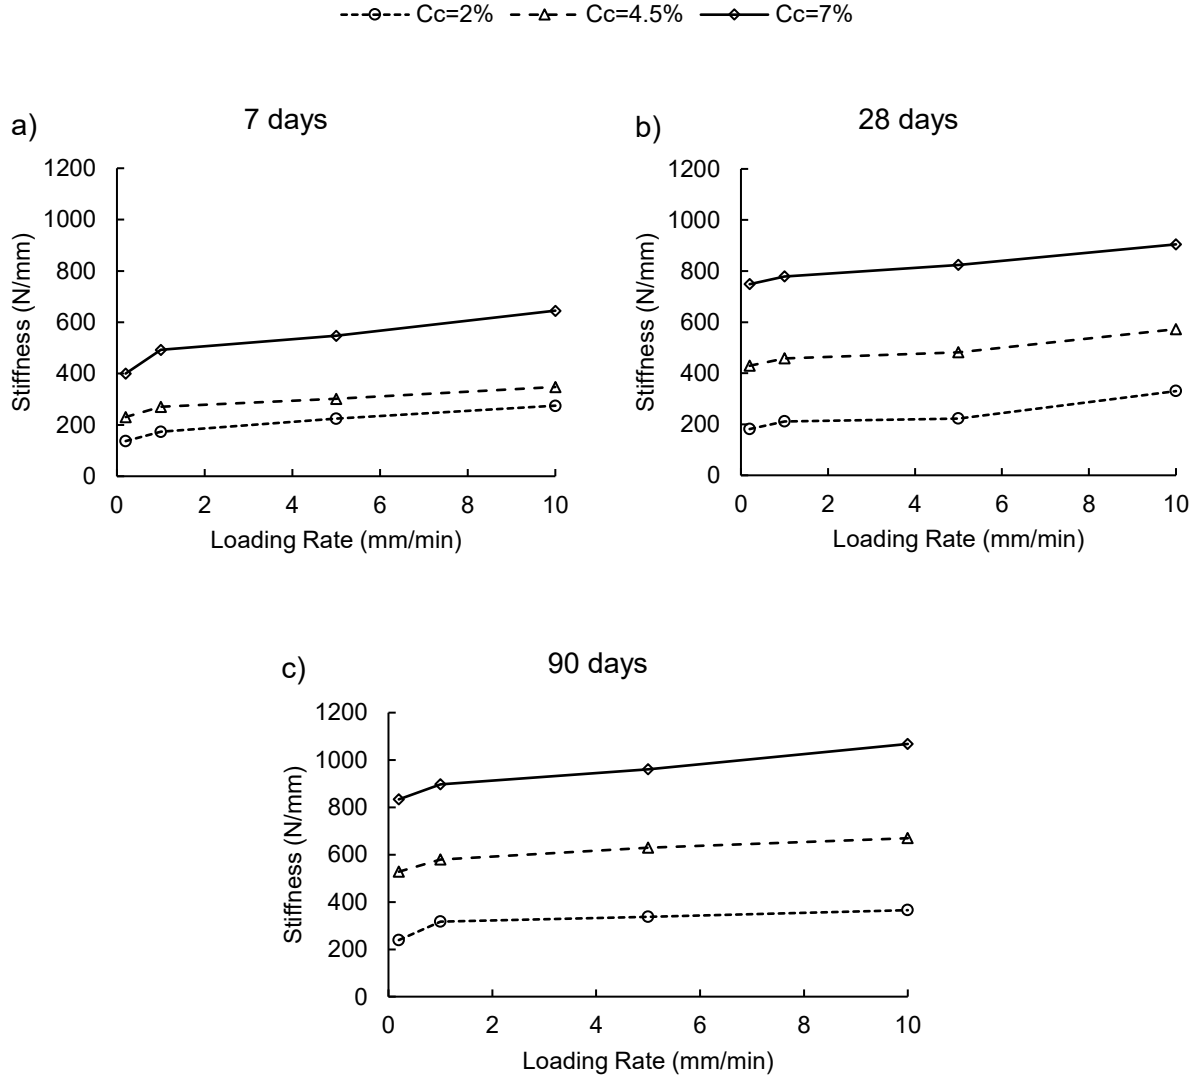 Cc=2% Cc=4.5% Cc=7%
a) 7 days
1200
1000
800
600
400
200
0
Stiffness (N/mm)
0 2 4 6 8 10
Loading Rate (mm/min)
b) 28 days
1200
1000
800
600
400
200
0
Stiffness (N/mm)
0 2 4 6 8 10
Loading Rate (mm/min)
c) 90 days
1200
1000
800
600
400
200
0
Stiffness (N/mm)
0 2 4 6 8 10
Loading Rate (mm/min)